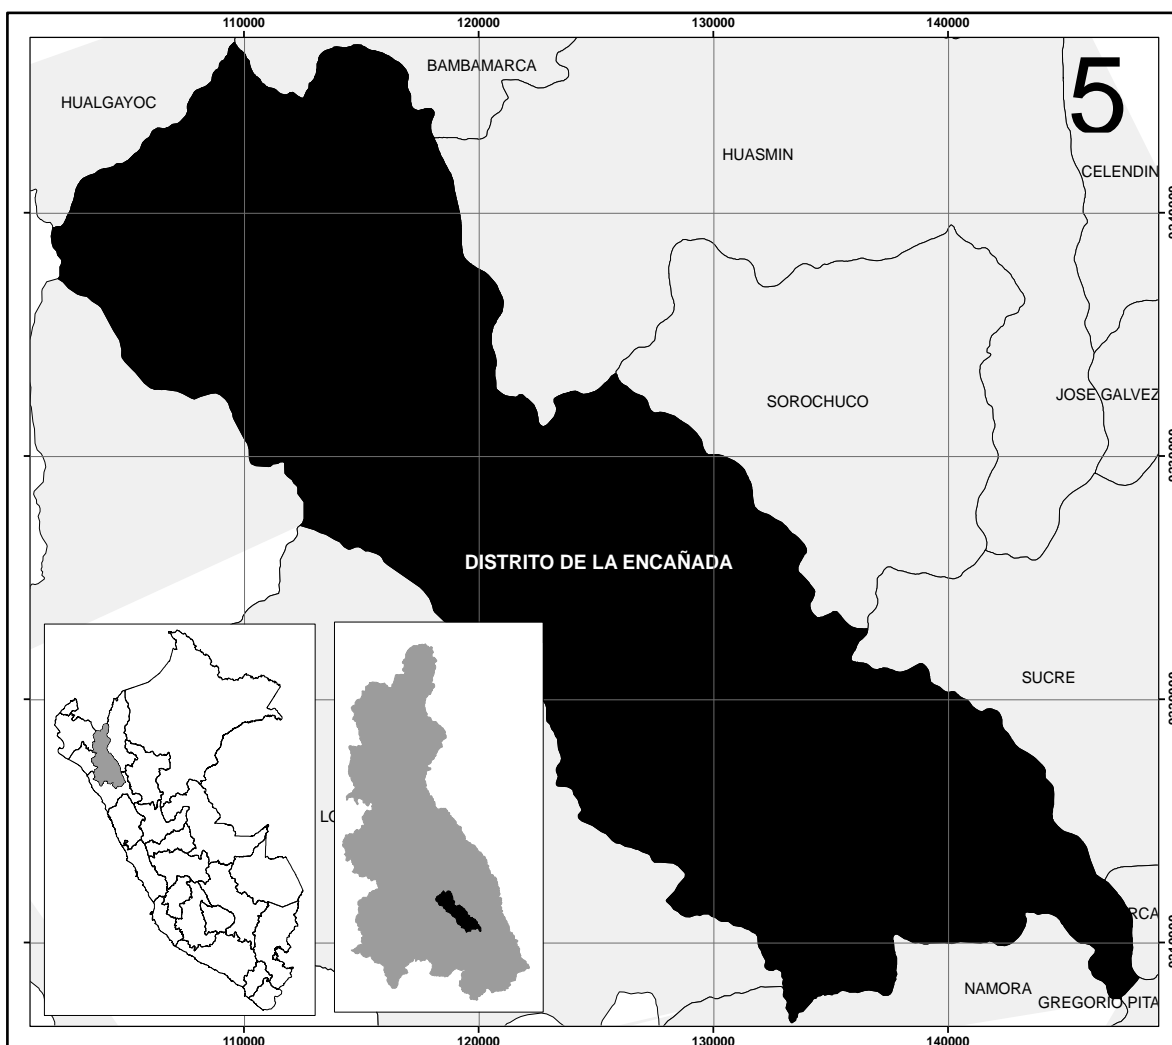 110000
120000
130000
140000
BAMBAMARCA
5
HUALGAYOC
HUASMIN
CELENDIN
SOROCHUCO
JOSE GALVEZ
DISTRITO DE LA ENCAÑADA
SUCRE
NAMORA
GREGORIO PITA
110000
120000
130000
140000